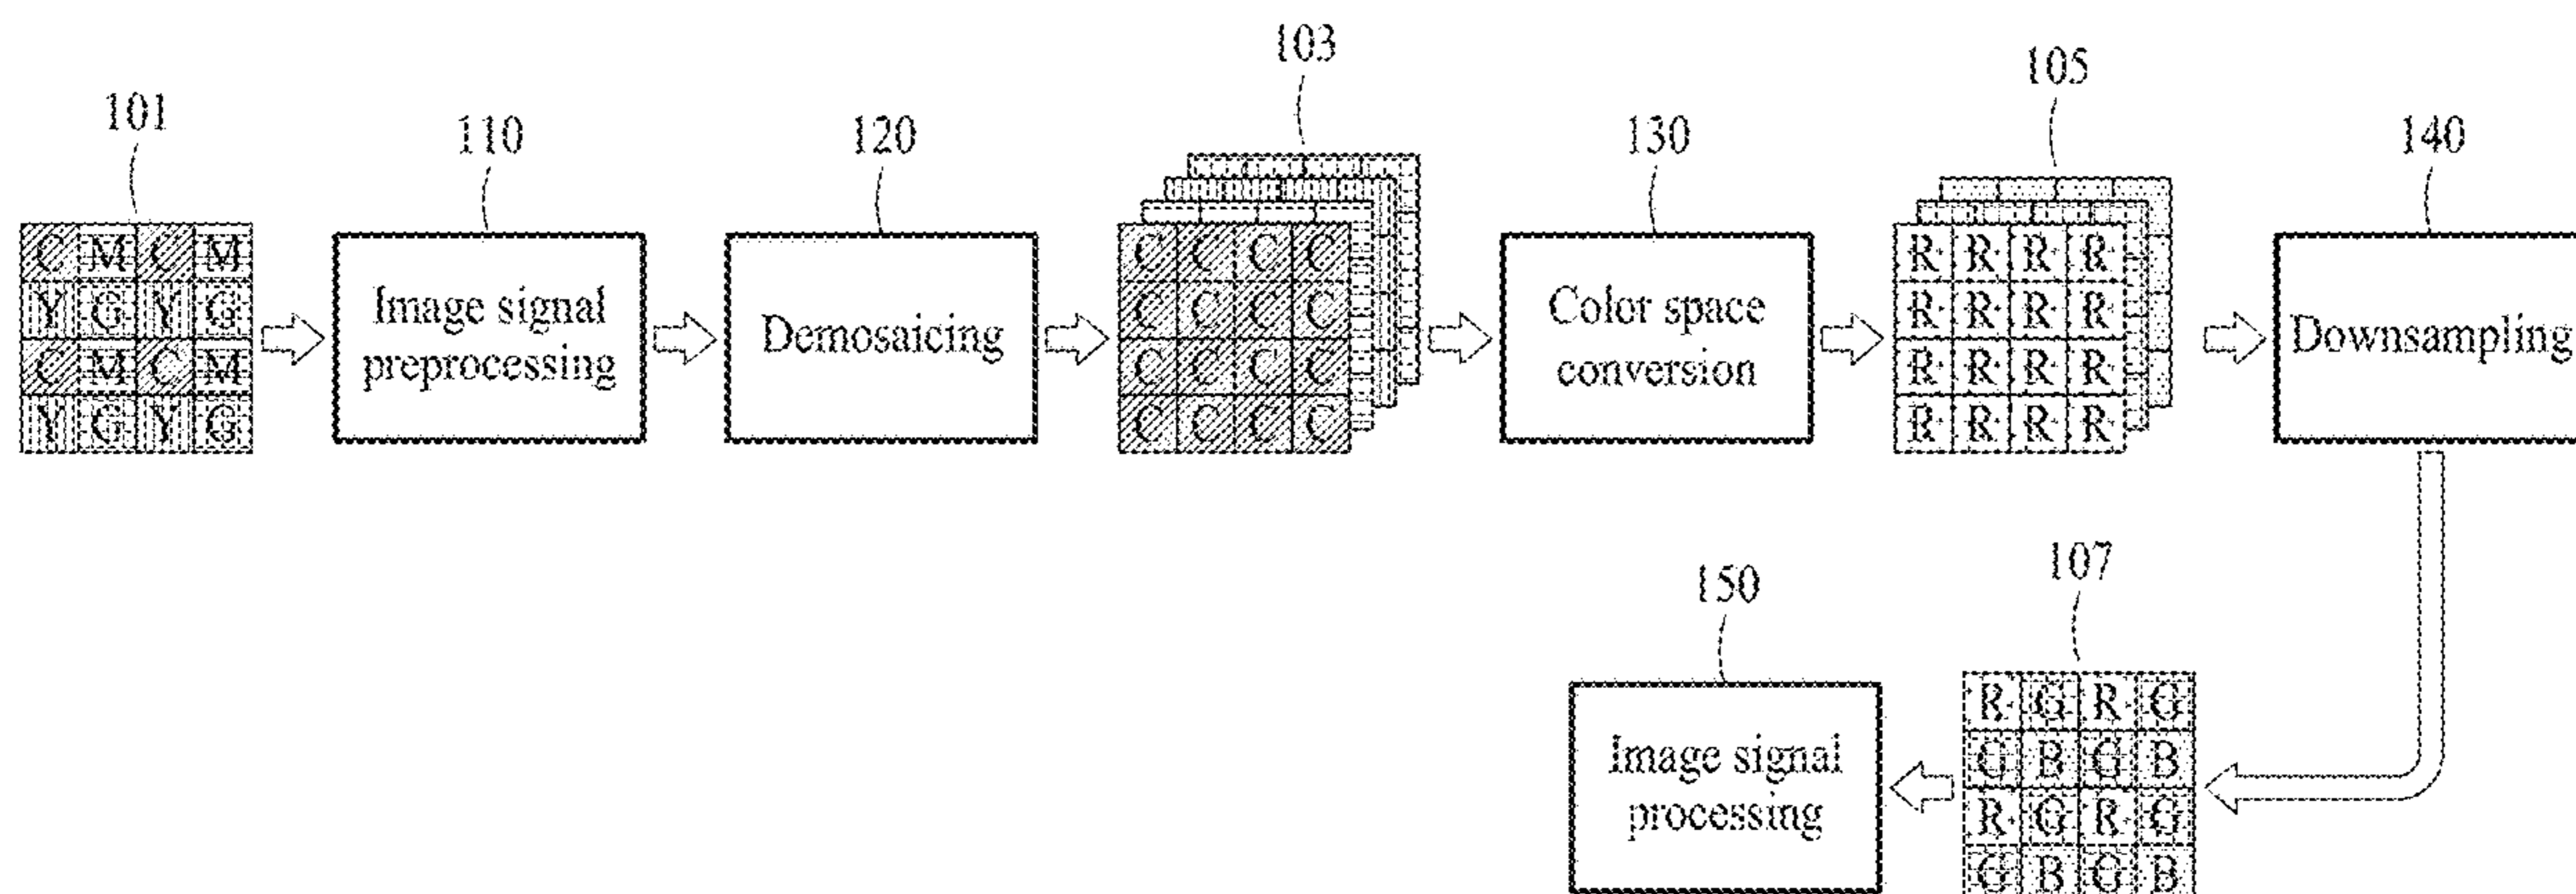 103
105
101
110
120
130
140
C M C M
Y G Y G
C M C M
Y G Y G
Image signal
preprocessing
Demosaicing
C C C C
C C C C
C C C C
C C C C
Color space
conversion
R R R R
R R R R
R R R R
R R R R
Downsampling
150
107
Image signal
processing
R G R G
G B G B
R G R G
G B G B